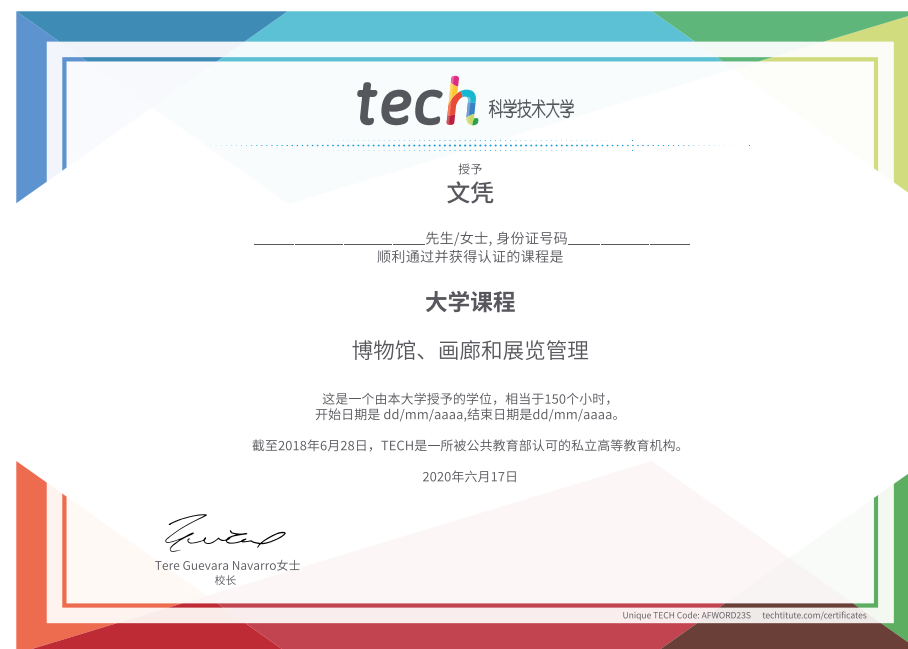 tech 科学技术大学
授予
文凭
_____________________先生/女士, 身份证号码_______________
顺利通过并获得认证的课程是
大学课程
博物馆、画廊和展览管理
这是一个由本大学授予的学位，相当于150个小时，
开始日期是 dd/mm/aaaa,结束日期是dd/mm/aaaa。
截至2018年6月28日，TECH是一所被公共教育部认可的私立高等教育机构。
2020年六月17日
Tere Guevara Navarro女士
校长
Unique TECH Code: AFWORD23S techtitute.com/certificates